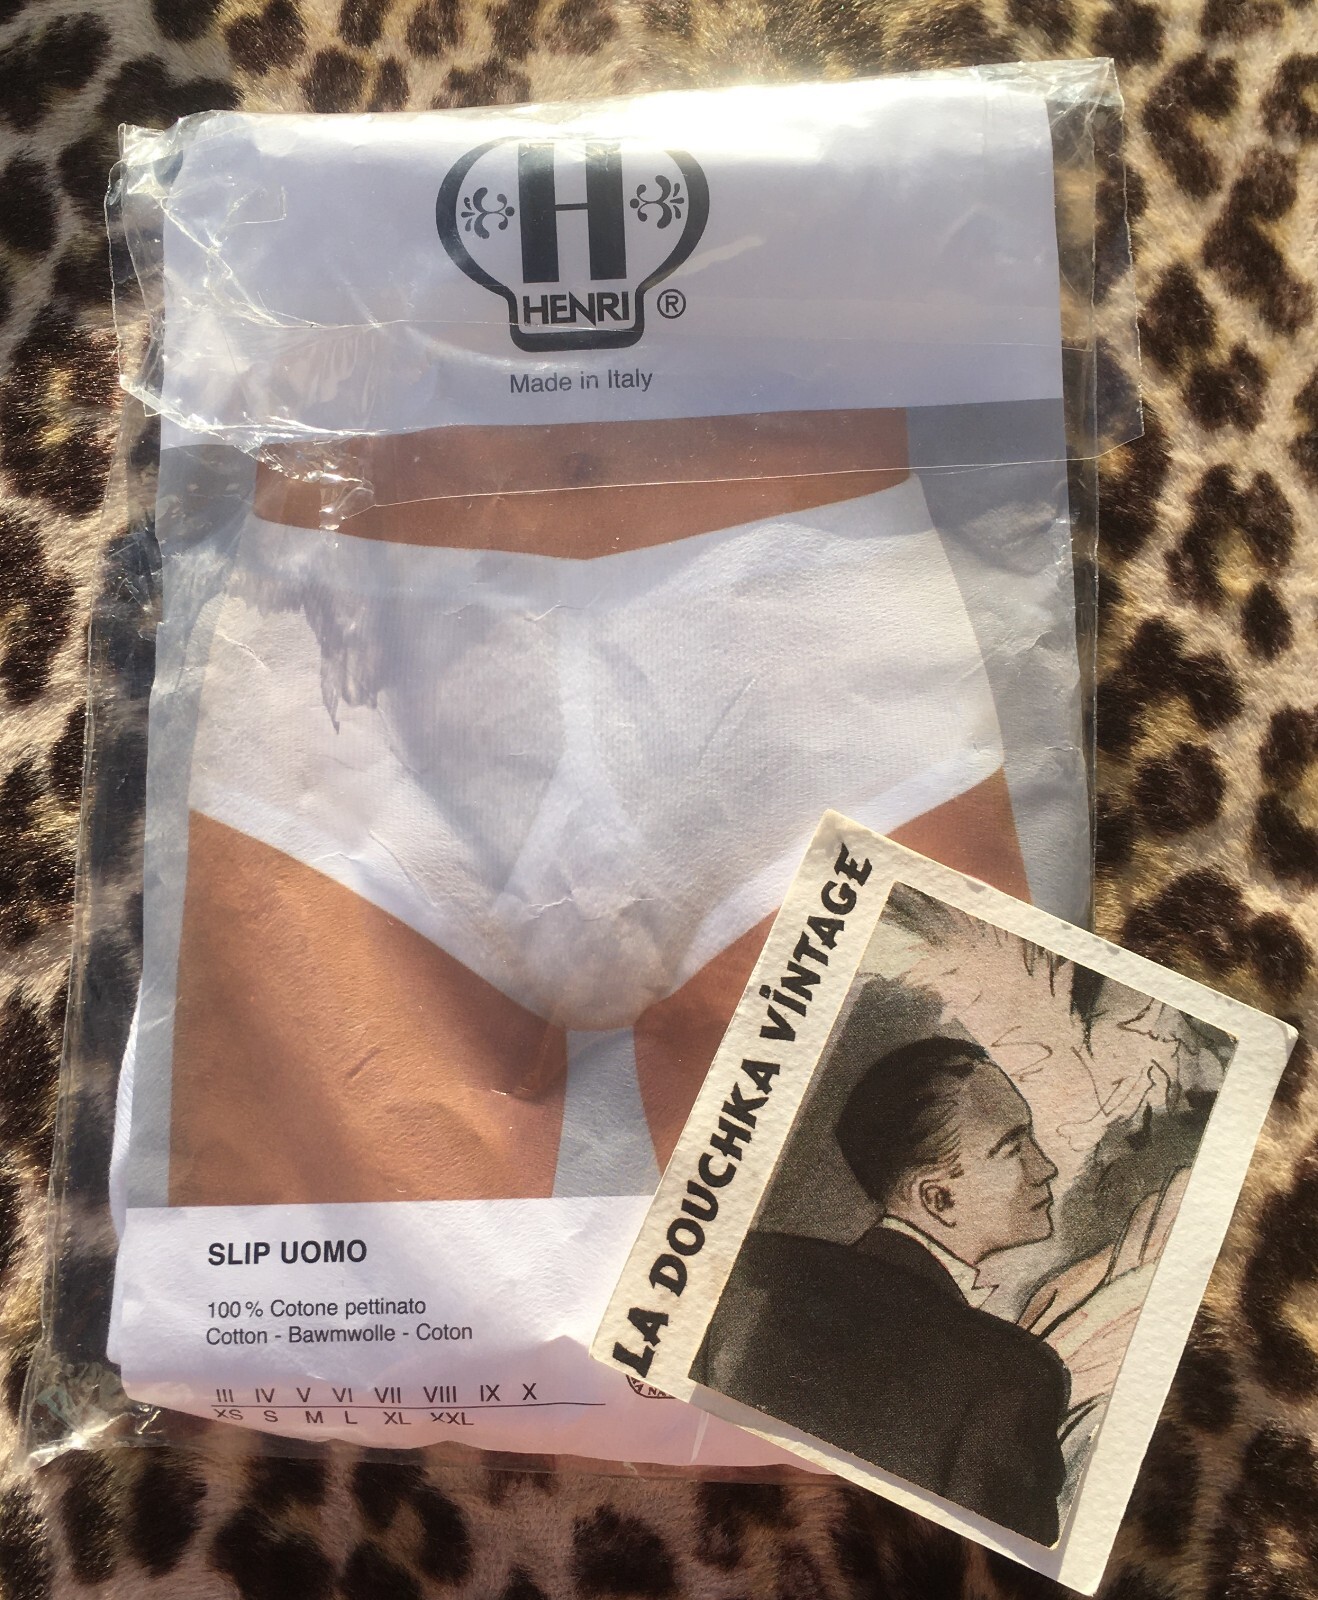 H
HENRI ®
Made in Italy
SLIP UOMO
100% Cotone pettinato
Cotton - Bawmwolle - Coton
III IV V VI VII VIII IX X
XS S M L XL XXL
LA DOUCHKA VINTAGE